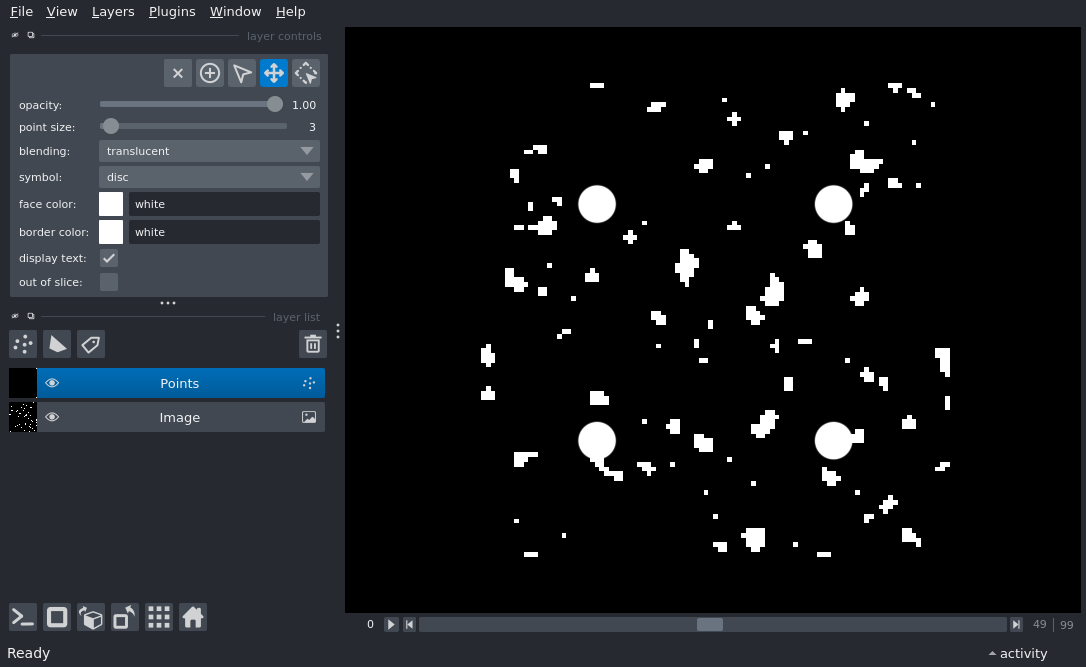 File View Layers Plugins Window Help
layer controls
opacity: 1.00
point size: 3
blending: translucent
symbol: disc
face color: white
border color: white
display text:
out of slice:
layer list
Points
Image
0 49 99
Ready activity